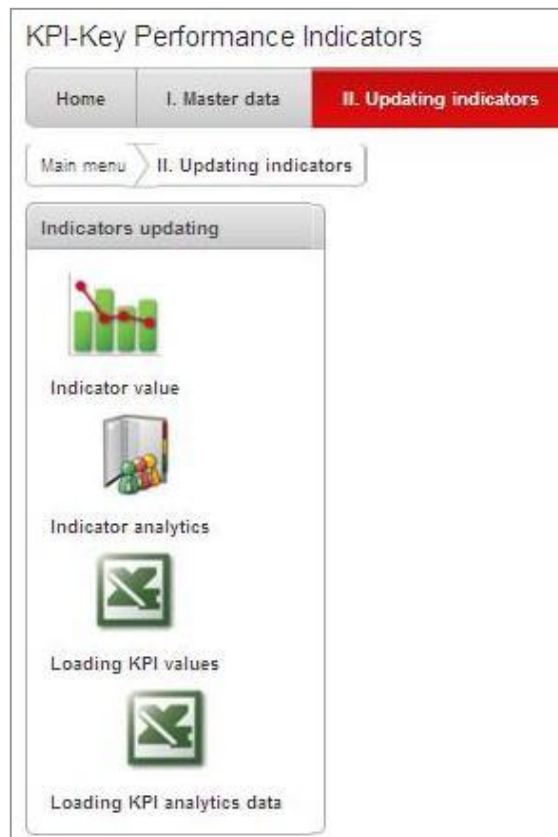 KPI-Key Performance Indicators
Home I. Master data II. Updating indicators
Main menu II. Updating indicators
Indicators updating
Indicator value
Indicator analytics
Loading KPI values
Loading KPI analytics data